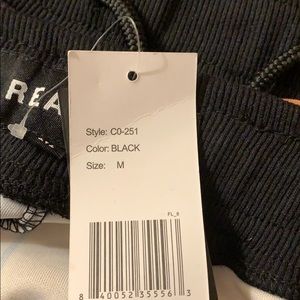 REA
Style: C0-251
Color: BLACK
Size: M
FL_8
8 40052 35556 3